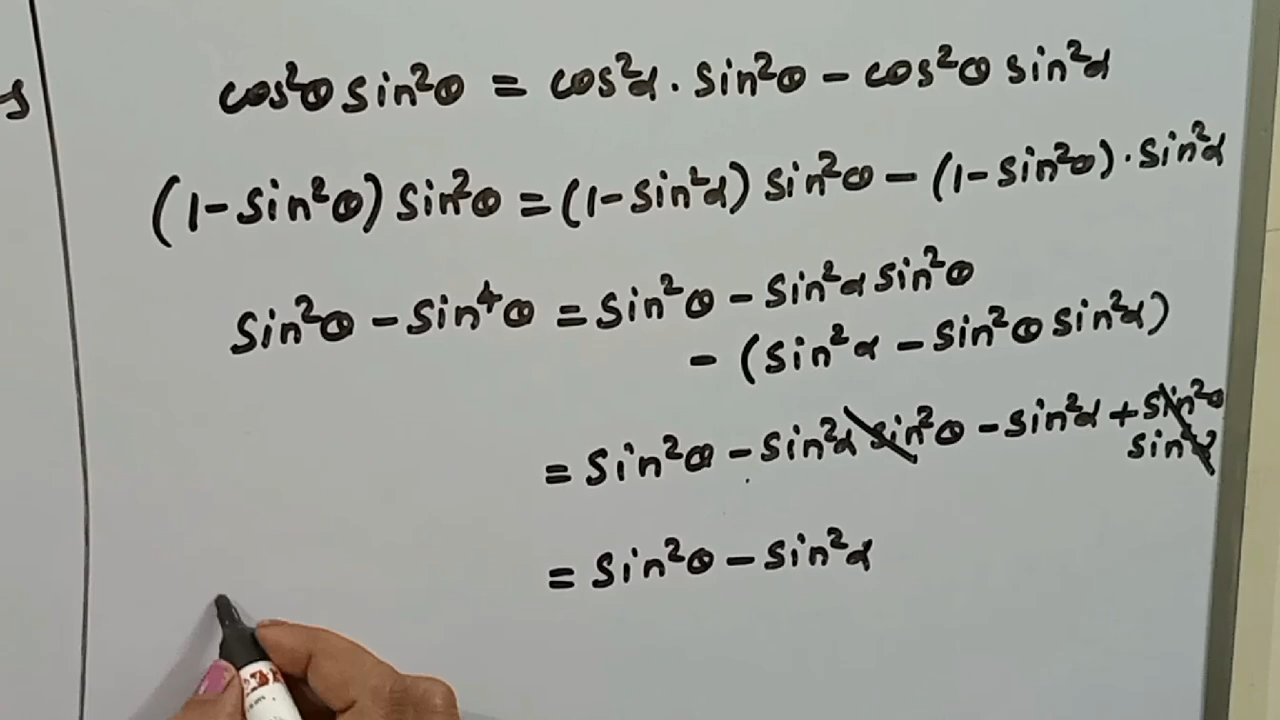 s
cos²θ sin²θ = cos²α . sin²θ - cos²θ sin²α
(1 - sin²θ) sin²θ = (1 - sin²α) sin²θ - (1 - sin²θ) . sin²α
sin²θ - sin⁴θ = sin²θ - sin²α sin²θ
- (sin²α - sin²θ sin²α)
= sin²θ - sin²α sin²θ - sin²α + sin²θ
sin²α
= sin²θ - sin²α